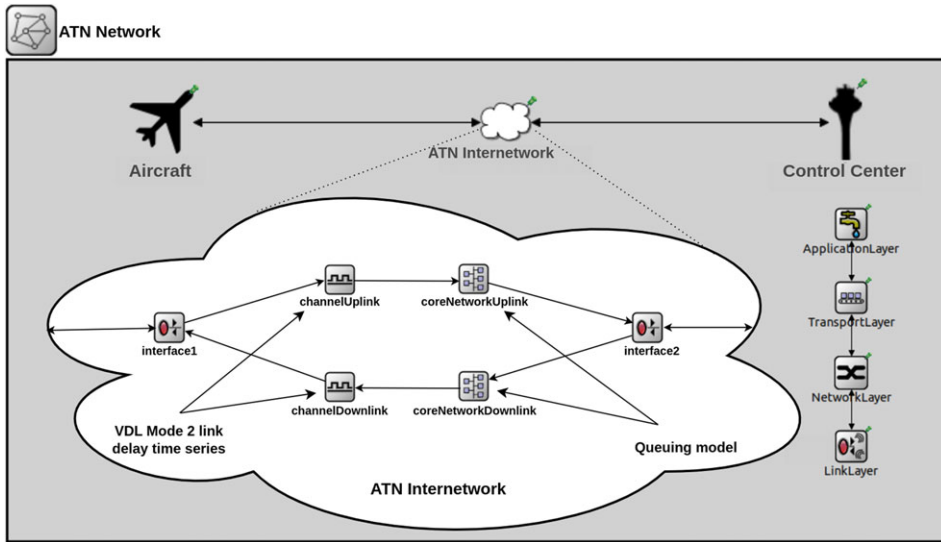 ATN Network
Aircraft
ATN Internetwork
Control Center
ApplicationLayer
TransportLayer
NetworkLayer
LinkLayer
channelUplink
coreNetworkUplink
interface1
interface2
channelDownlink
coreNetworkDownlink
VDL Mode 2 link
delay time series
Queuing model
ATN Internetwork